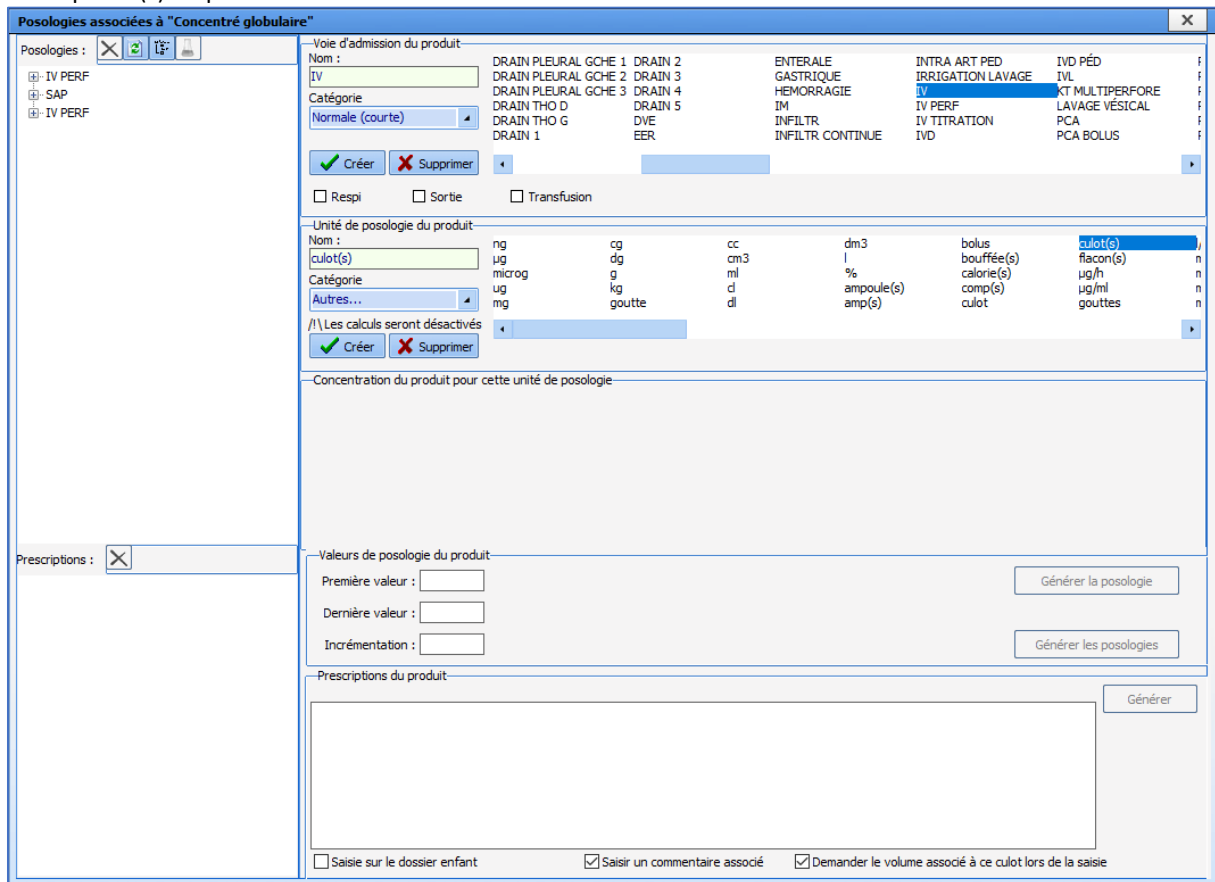 Posologies associées à "Concentré globulaire"
Posologies :
IV PERF
SAP
IV PERF
Prescriptions :
Voie d'admission du produit
Nom :
IV
Catégorie
Normale (courte)
Créer
Supprimer
DRAIN PLEURAL GCHE 1 DRAIN 2 ENTERALE INTRA ART PED IVD PÉD
DRAIN PLEURAL GCHE 2 DRAIN 3 GASTRIQUE IRRIGATION LAVAGE IVL
DRAIN PLEURAL GCHE 3 DRAIN 4 HEMORRAGIE IV KT MULTIPERFORE
DRAIN THO D DRAIN 5 IM IV PERF LAVAGE VÉSICAL
DRAIN THO G DVE INFILTR IV TITRATION PCA
DRAIN 1 EER INFILTR CONTINUE IVD PCA BOLUS
Respi Sortie Transfusion
Unité de posologie du produit
Nom :
culot(s)
Catégorie
Autres...
/!\Les calculs seront désactivés
Créer
Supprimer
ng cg cc dm3 bolus culot(s)
µg dg cm3 l bouffée(s) flacon(s)
microg g ml % calorie(s) µg/h
ug kg cl ampoule(s) comp(s) µg/ml
mg goutte dl amp(s) culot gouttes
Concentration du produit pour cette unité de posologie
Valeurs de posologie du produit
Première valeur :
Générer la posologie
Dernière valeur :
Incrémentation :
Générer les posologies
Prescriptions du produit
Générer
Saisie sur le dossier enfant Saisir un commentaire associé Demander le volume associé à ce culot lors de la saisie